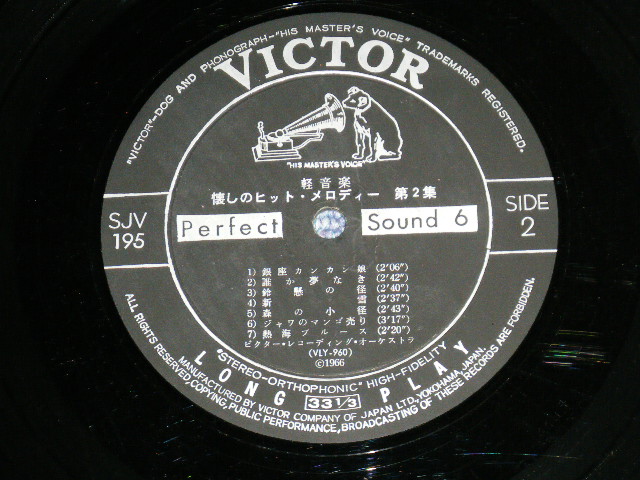 "VICTOR"—DOG AND PHONOGRAPH—"HIS MASTER'S VOICE" TRADEMARKS REGISTERED.
VICTOR
"HIS MASTER'S VOICE"
軽音楽
懐しのヒット・メロディー 第2集
SJV
195
Perfect Sound 6
SIDE
2
1) 銀座カンカン娘 (2'06")
2) 誰か夢なき (2'42")
3) 鈴懸の径 (2'40")
4) 新雪 (2'37")
5) 森の小径 (2'43")
6) ジャワのマンゴ売り (3'17")
7) 熱海ブルース (2'20")
ビクター・レコーディング・オーケストラ
(VLY-960)
©1966
"STEREO-ORTHOPHONIC" HIGH-FIDELITY
LONG 33 1/3 PLAY
MANUFACTURED BY VICTOR COMPANY OF JAPAN LTD., YOKOHAMA, JAPAN.
ALL RIGHTS RESERVED COPYING, PUBLIC PERFORMANCE, BROADCASTING OF THESE RECORDS ARE FORBIDDEN.